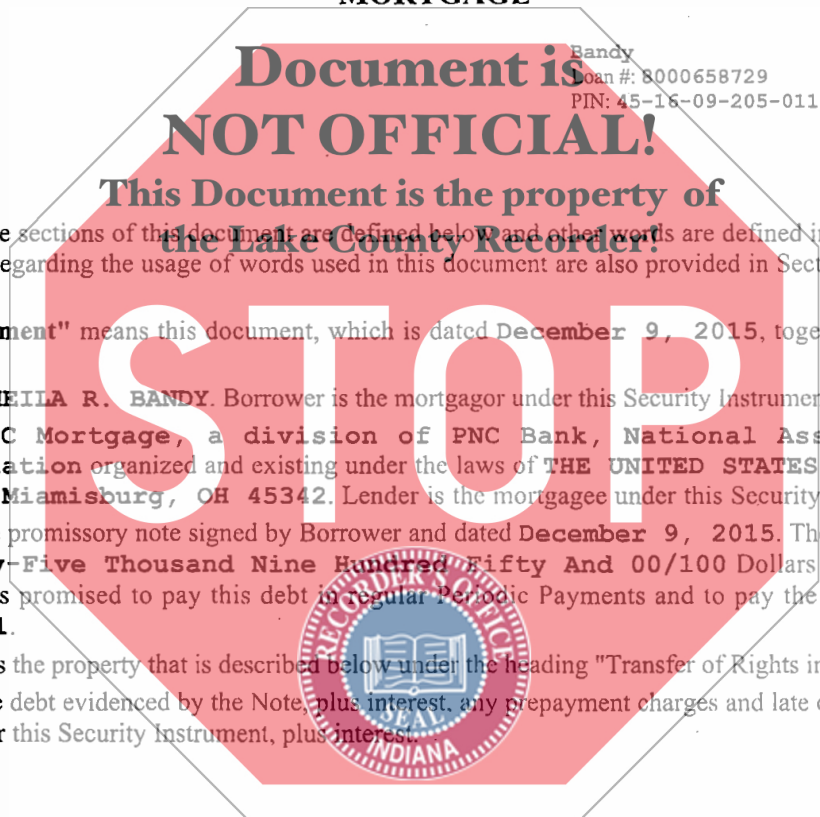 MORTGAGE
Document is
Bandy
Loan #: 8000658729
PIN: 45-16-09-205-011
NOT OFFICIAL!
This Document is the property of
the Lake County Recorder!
e sections of this document are defined below and other words are defined i
egarding the usage of words used in this document are also provided in Sect
ment" means this document, which is dated December 9, 2015, toge
EILA R. BANDY. Borrower is the mortgagor under this Security Instrumen
C Mortgage, a division of PNC Bank, National Ass
ation organized and existing under the laws of THE UNITED STATES
Miamisburg, OH 45342. Lender is the mortgagee under this Security
STOP
promissory note signed by Borrower and dated December 9, 2015. The
y-Five Thousand Nine Hundred Fifty And 00/100 Dollars
s promised to pay this debt in regular Periodic Payments and to pay the
1.
s the property that is described below under the heading "Transfer of Rights i
e debt evidenced by the Note, plus interest, any prepayment charges and late c
r this Security Instrument, plus interest.
RECORDER'S OFFICE
SEAL
INDIANA